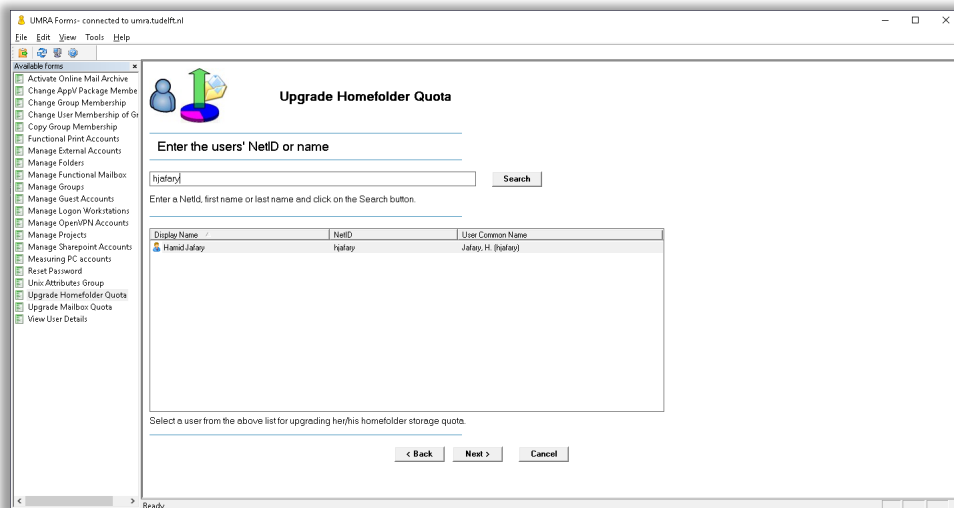 UMRA Forms- connected to umra.tudelft.nl
File Edit View Tools Help
Available forms
Activate Online Mail Archive
Change AppV Package Membe
Change Group Membership
Change User Membership of Gr
Copy Group Membership
Functional Print Accounts
Manage External Accounts
Manage Folders
Manage Functional Mailbox
Manage Groups
Manage Guest Accounts
Manage Logon Workstations
Manage OpenVPN Accounts
Manage Projects
Manage Sharepoint Accounts
Measuring PC accounts
Reset Password
Unix Attributes Group
Upgrade Homefolder Quota
Upgrade Mailbox Quota
View User Details
Upgrade Homefolder Quota
Enter the users' NetID or name
hjafary
Search
Enter a NetId, first name or last name and click on the Search button.
Display Name NetID User Common Name
Hamid Jafary hjafary Jafary, H. (hjafary)
Select a user from the above list for upgrading her/his homefolder storage quota.
< Back Next > Cancel
Ready